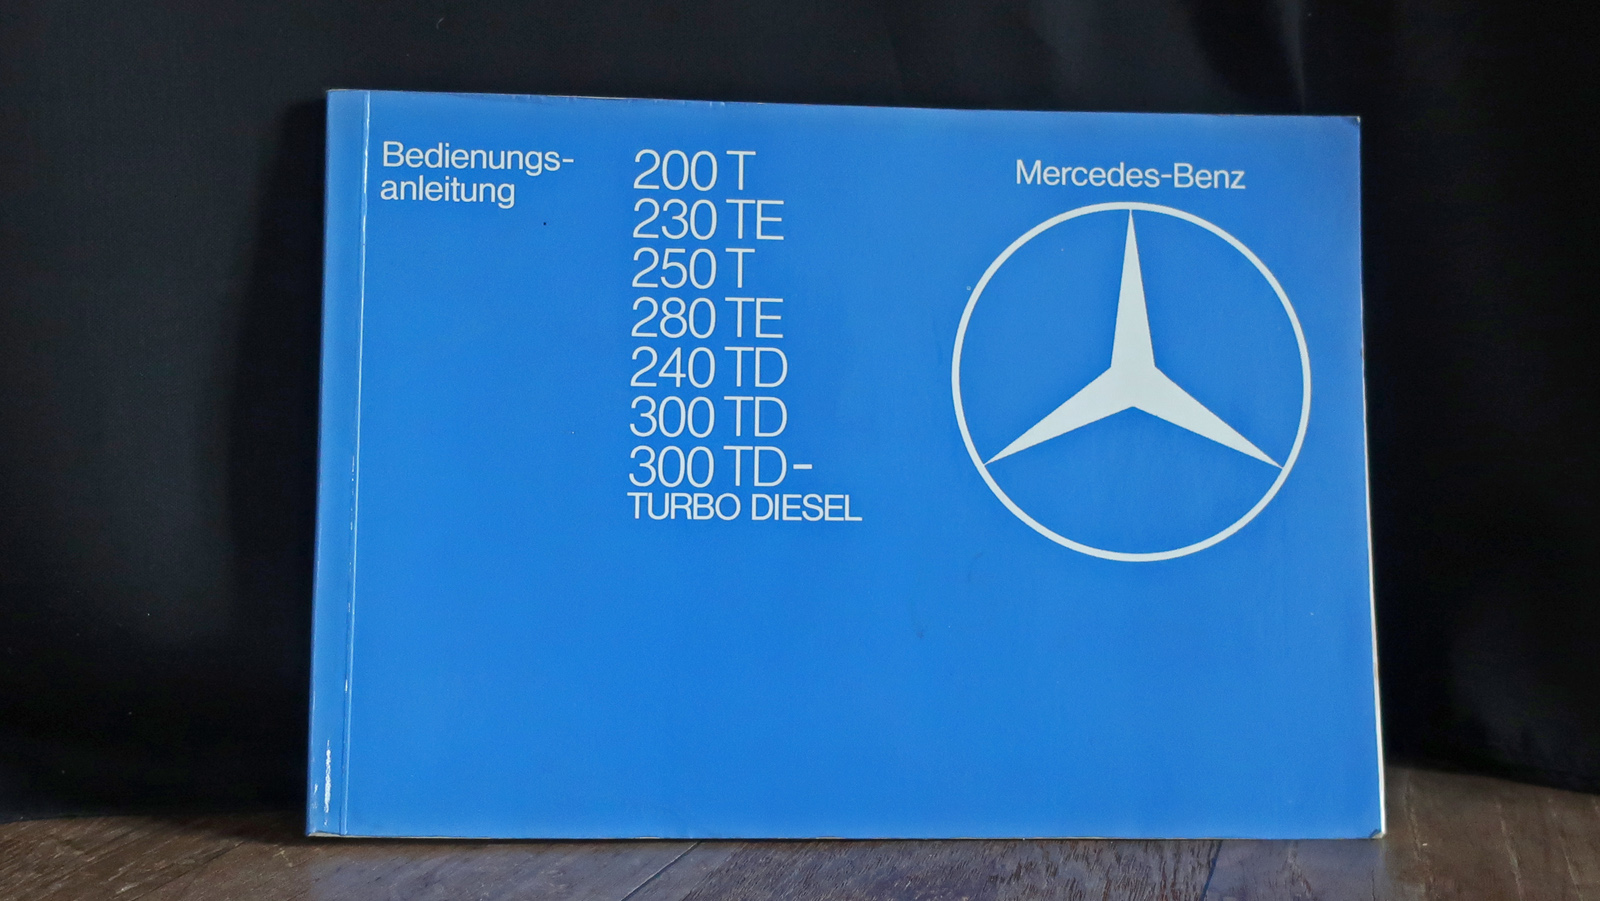 Bedienungs-
anleitung
200 T
230 TE
250 T
280 TE
240 TD
300 TD
300 TD-
TURBO DIESEL
Mercedes-Benz